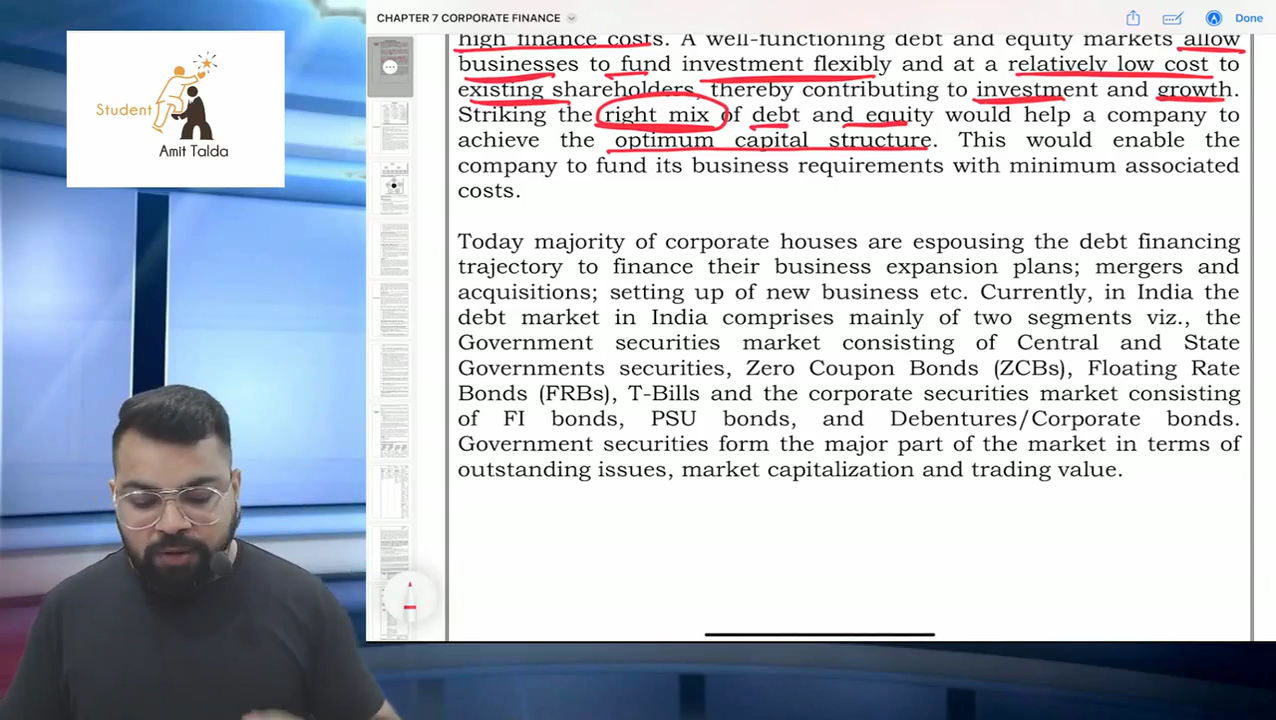 CHAPTER 7 CORPORATE FINANCE
Done
Student
Amit Talda
high finance costs. A well-functioning debt and equity markets allow
businesses to fund investment flexibly and at a relatively low cost to
existing shareholders, thereby contributing to investment and growth.
Striking the right mix of debt and equity would help a company to
achieve the optimum capital structure. This would enable the
company to fund its business requirements with minimum associated
costs.
Today majority of corporate houses are espousing the debt financing
trajectory to finance their business expansion plans; mergers and
acquisitions; setting up of new business etc. Currently, in India the
debt market in India comprises mainly of two segments viz., the
Government securities market consisting of Central and State
Governments securities, Zero Coupon Bonds (ZCBs), Floating Rate
Bonds (FRBs), T-Bills and the corporate securities market consisting
of FI bonds, PSU bonds, and Debentures/Corporate bonds.
Government securities form the major part of the market in terms of
outstanding issues, market capitalization and trading value.